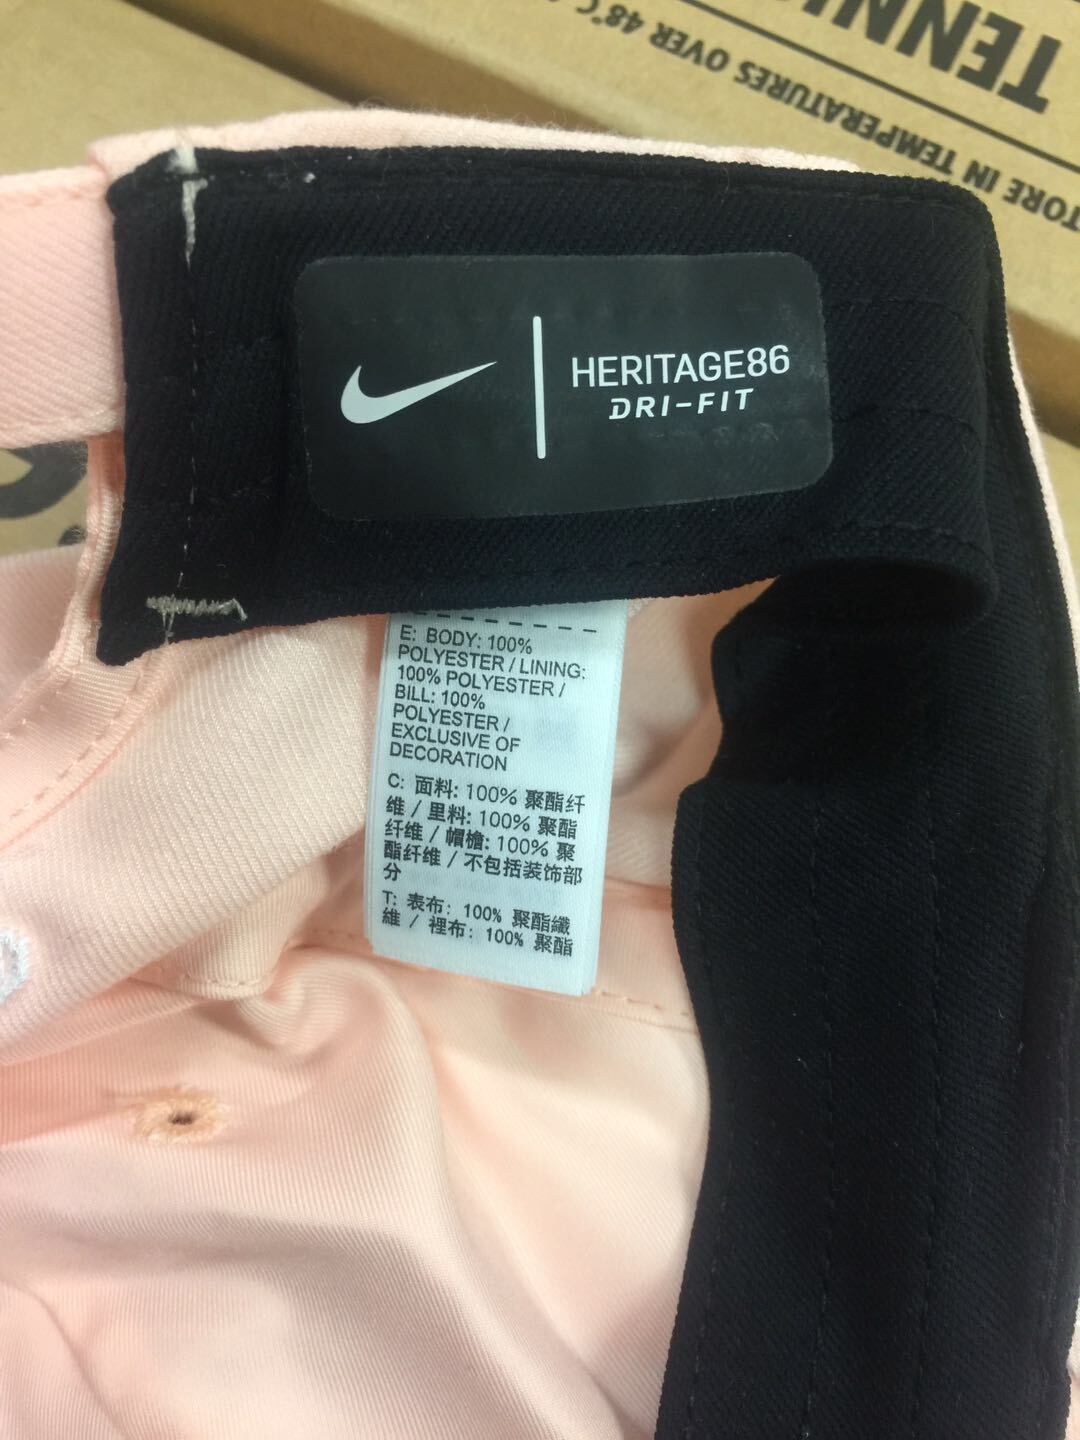 TENNIS
STORE IN TEMPERATURES OVER 48°C
HERITAGE86
DRI-FIT
E: BODY: 100%
POLYESTER / LINING:
100% POLYESTER /
BILL: 100%
POLYESTER /
EXCLUSIVE OF
DECORATION
C: 面料: 100% 聚酯纤
维 / 里料: 100% 聚酯
纤维 / 帽檐: 100% 聚
酯纤维 / 不包括装饰部
分
T: 表布: 100% 聚酯纖
維 / 裡布: 100% 聚酯